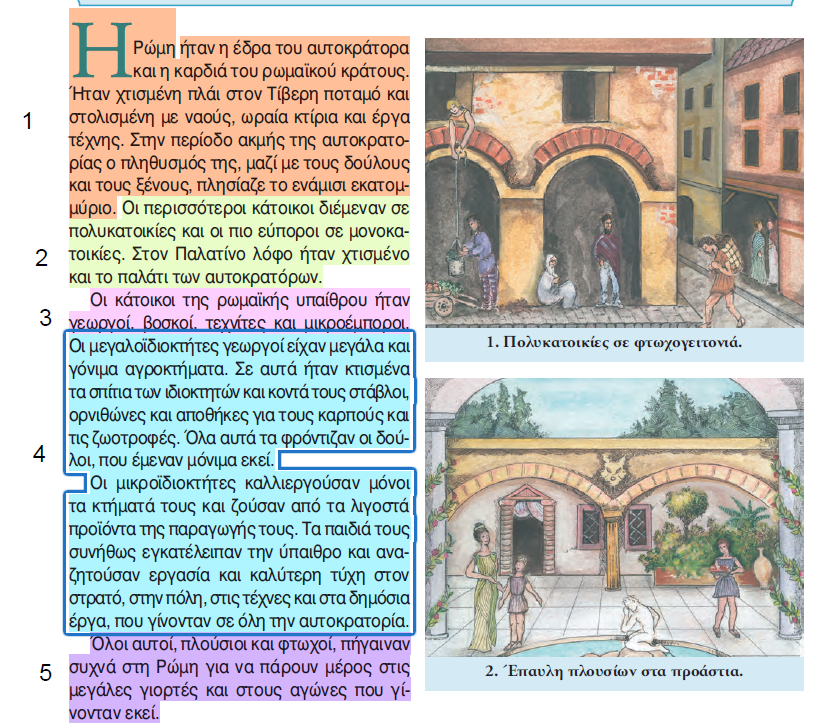 Η Ρώμη ήταν η έδρα του αυτοκράτορα
και η καρδιά του ρωμαϊκού κράτους.
Ήταν χτισμένη πλάι στον Τίβερη ποταμό και
1
στολισμένη με ναούς, ωραία κτίρια και έργα
τέχνης. Στην περίοδο ακμής της αυτοκρατο-
ρίας ο πληθυσμός της, μαζί με τους δούλους
και τους ξένους, πλησίαζε το ενάμισι εκατομ-
μύριο. Οι περισσότεροι κάτοικοι διέμεναν σε
πολυκατοικίες και οι πιο εύποροι σε μονοκα-
2
τοικίες. Στον Παλατίνο λόφο ήταν χτισμένο
και το παλάτι των αυτοκρατόρων.
Οι κάτοικοι της ρωμαϊκής υπαίθρου ήταν
3
γεωργοί, βοσκοί, τεχνίτες και μικροέμποροι.
Οι μεγαλοϊδιοκτήτες γεωργοί είχαν μεγάλα και
γόνιμα αγροκτήματα. Σε αυτά ήταν κτισμένα
τα σπίτια των ιδιοκτητών και κοντά τους στάβλοι,
ορνιθώνες και αποθήκες για τους καρπούς και
τις ζωοτροφές. Όλα αυτά τα φρόντιζαν οι δού-
4
λοι, που έμεναν μόνιμα εκεί.
Οι μικροϊδιοκτήτες καλλιεργούσαν μόνοι
τα κτήματά τους και ζούσαν από τα λιγοστά
προϊόντα της παραγωγής τους. Τα παιδιά τους
συνήθως εγκατέλειπαν την ύπαιθρο και ανα-
ζητούσαν εργασία και καλύτερη τύχη στον
στρατό, στην πόλη, στις τέχνες και στα δημόσια
έργα, που γίνονταν σε όλη την αυτοκρατορία.
Όλοι αυτοί, πλούσιοι και φτωχοί, πήγαιναν
5
συχνά στη Ρώμη για να πάρουν μέρος στις
μεγάλες γιορτές και στους αγώνες που γί-
νονταν εκεί.
1. Πολυκατοικίες σε φτωχογειτονιά.
2. Έπαυλη πλουσίων στα προάστια.